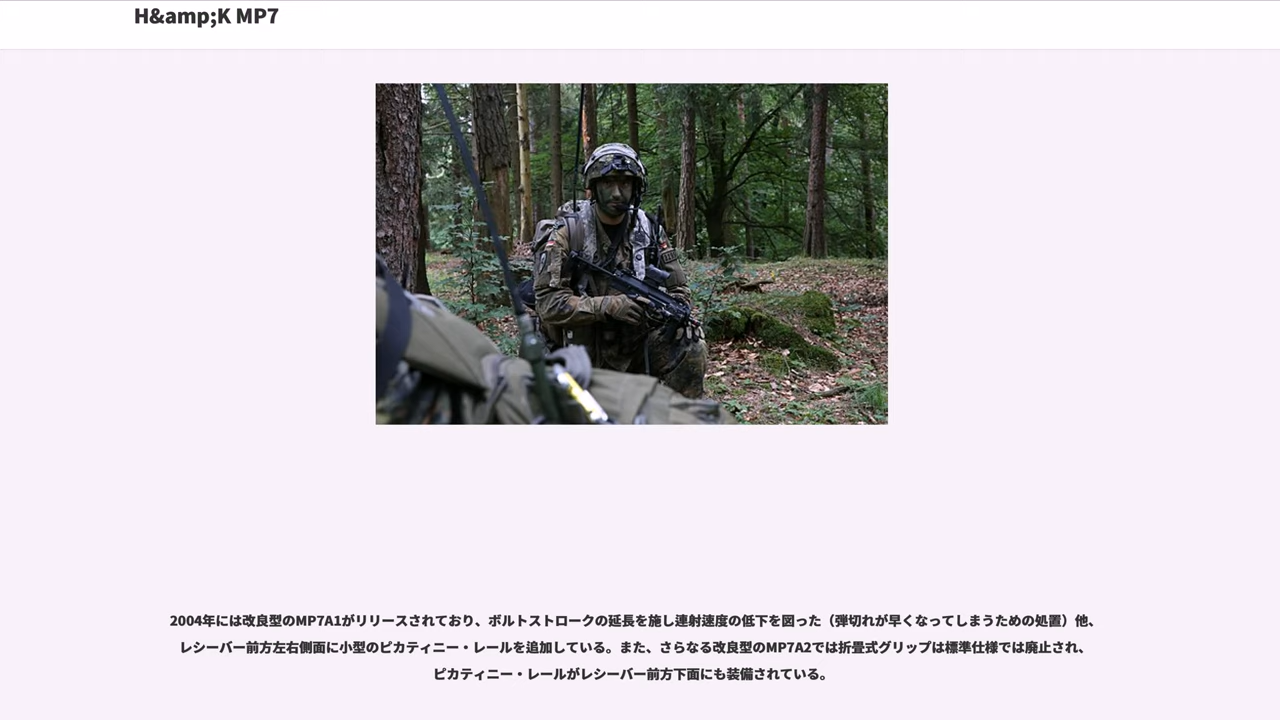 H&amp;K MP7
2004年には改良型のMP7A1がリリースされており、ボルトストロークの延長を施し連射速度の低下を図った（弾切れが早くなってしまうための処置）他、
レシーバー前方左右側面に小型のピカティニー・レールを追加している。また、さらなる改良型のMP7A2では折畳式グリップは標準仕様では廃止され、
ピカティニー・レールがレシーバー前方下面にも装備されている。